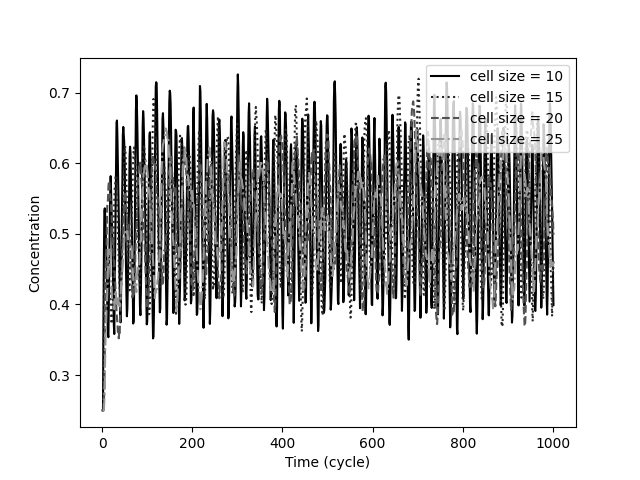 cell size = 10
cell size = 15
cell size = 20
cell size = 25
0.7
0.6
0.5
0.4
0.3
Concentration
0 200 400 600 800 1000
Time (cycle)